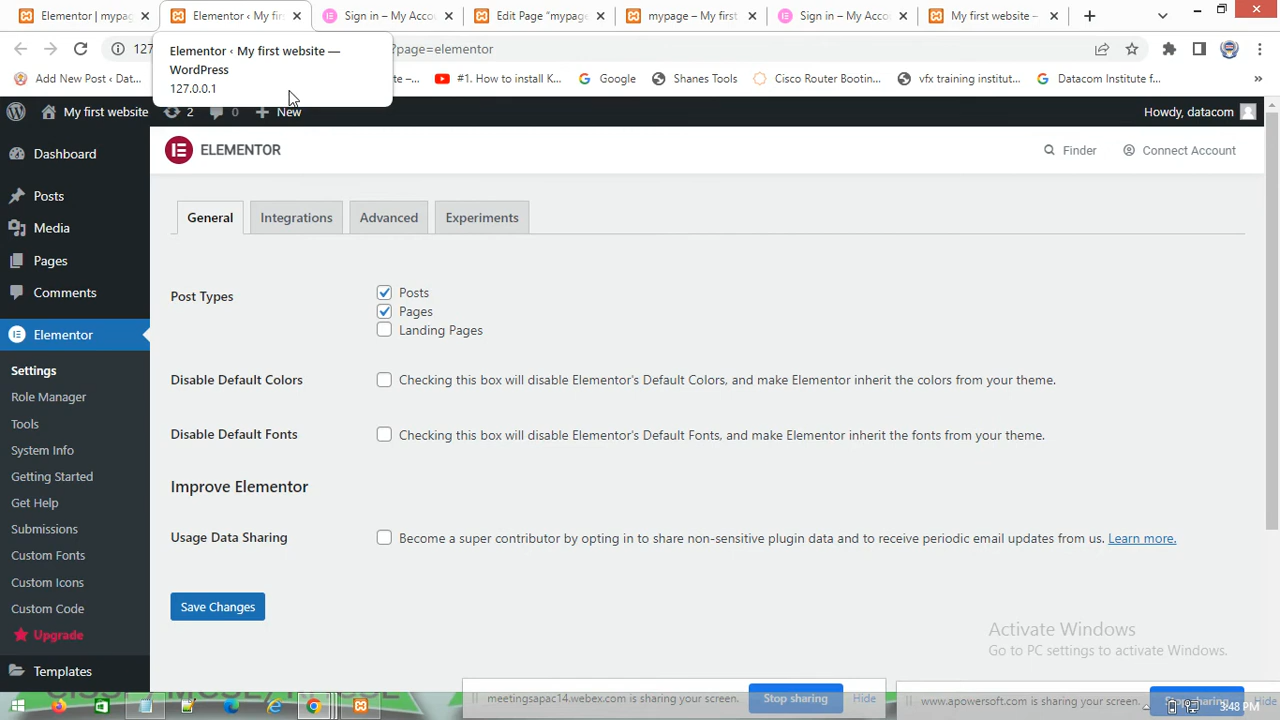 Elementor | mypage
Elementor ‹ My firs
Sign in – My Acco
Edit Page “mypage
mypage – My first
Sign in – My Acco
My first website –
127.
?page=elementor
Elementor ‹ My first website —
WordPress
127.0.0.1
Add New Post ‹ Dat...
te –...
#1. How to install K...
Google
Shanes Tools
Cisco Router Bootin...
vfx training institut...
Datacom Institute f...
»
My first website
2
0
New
Howdy, datacom
Dashboard
Posts
Media
Pages
Comments
Elementor
Settings
Role Manager
Tools
System Info
Getting Started
Get Help
Submissions
Custom Fonts
Custom Icons
Custom Code
Upgrade
Templates
ELEMENTOR
Finder
Connect Account
General
Integrations
Advanced
Experiments
Post Types
Posts
Pages
Landing Pages
Disable Default Colors
Checking this box will disable Elementor's Default Colors, and make Elementor inherit the colors from your theme.
Disable Default Fonts
Checking this box will disable Elementor's Default Fonts, and make Elementor inherit the fonts from your theme.
Improve Elementor
Usage Data Sharing
Become a super contributor by opting in to share non-sensitive plugin data and to receive periodic email updates from us. Learn more.
Save Changes
Activate Windows
Go to PC settings to activate Windows.
meetingsapac14.webex.com is sharing your screen.
Stop sharing
Hide
www.apowersoft.com is sharing your screen.
3:48 PM